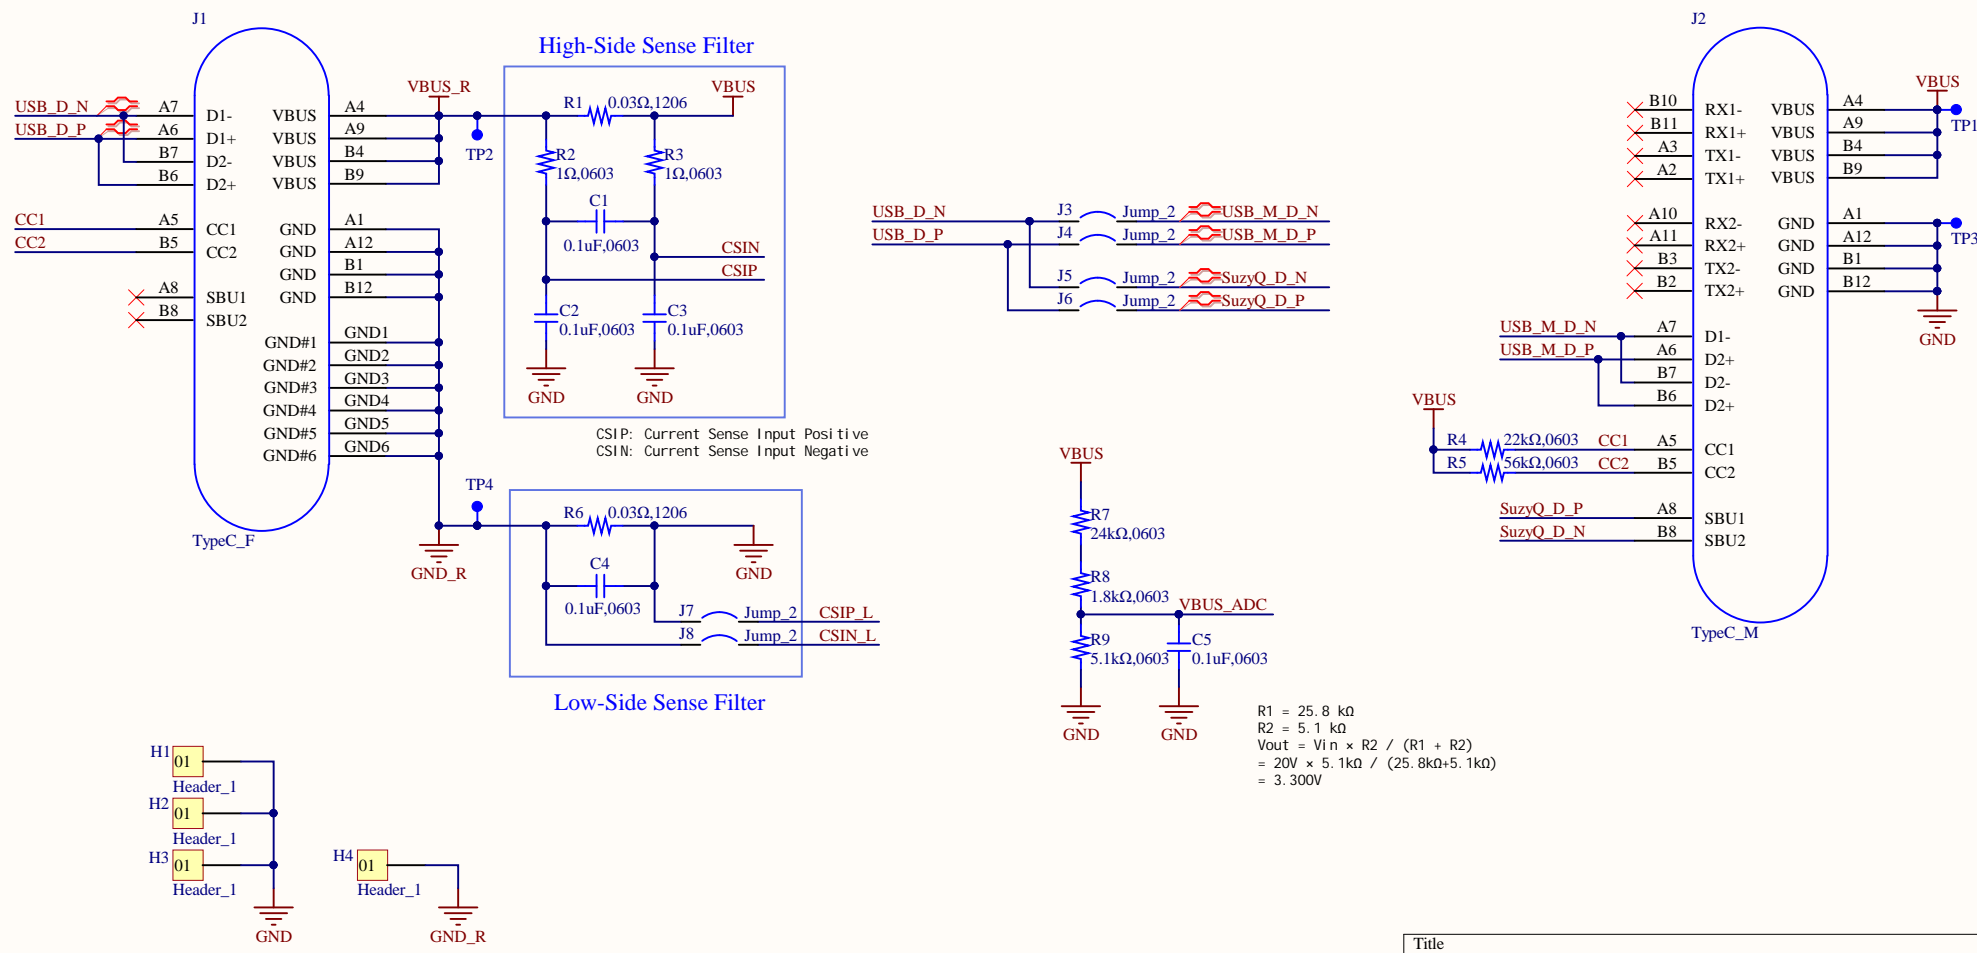 J1
USB_D_N
USB_D_P
CC1
CC2
A7
A6
B7
B6
A5
B5
A8
B8
D1-
D1+
D2-
D2+
CC1
CC2
SBU1
SBU2
VBUS
VBUS
VBUS
VBUS
GND
GND
GND
GND
GND#1
GND#2
GND#3
GND#4
GND#5
GND#6
A4
A9
B4
B9
A1
A12
B1
B12
GND1
GND2
GND3
GND4
GND5
GND6
TypeC_F
VBUS_R
TP2
TP4
GND_R
High-Side Sense Filter
R1 0.03Ω,1206
VBUS
R2
1Ω,0603
R3
1Ω,0603
C1
0.1uF,0603
CSIN
CSIP
C2
0.1uF,0603
C3
0.1uF,0603
GND
GND
CSIP: Current Sense Input Positive
CSIN: Current Sense Input Negative
R6 0.03Ω,1206
C4
0.1uF,0603
GND
J7 Jump_2 CSIP_L
J8 Jump_2 CSIN_L
Low-Side Sense Filter
USB_D_N J3 Jump_2 USB_M_D_N
USB_D_P J4 Jump_2 USB_M_D_P
J5 Jump_2 SuzyQ_D_N
J6 Jump_2 SuzyQ_D_P
VBUS
R7
24kΩ,0603
R8
1.8kΩ,0603
VBUS_ADC
R9
5.1kΩ,0603
C5
0.1uF,0603
GND
GND
R1 = 25.8 kΩ
R2 = 5.1 kΩ
Vout = Vin × R2 / (R1 + R2)
= 20V × 5.1kΩ / (25.8kΩ+5.1kΩ)
= 3.300V
J2
B10
B11
A3
A2
A10
A11
B3
B2
USB_M_D_N A7
USB_M_D_P A6
B7
B6
VBUS
R4 22kΩ,0603 CC1 A5
R5 56kΩ,0603 CC2 B5
SuzyQ_D_P A8
SuzyQ_D_N B8
RX1-
RX1+
TX1-
TX1+
RX2-
RX2+
TX2-
TX2+
D1-
D2+
D2-
D2+
CC1
CC2
SBU1
SBU2
VBUS
VBUS
VBUS
VBUS
GND
GND
GND
GND
A4
A9
B4
B9
A1
A12
B1
B12
VBUS
TP1
TP3
GND
TypeC_M
H1 01
Header_1
H2 01
Header_1
H3 01
Header_1
GND
H4 01
Header_1
GND_R
Title